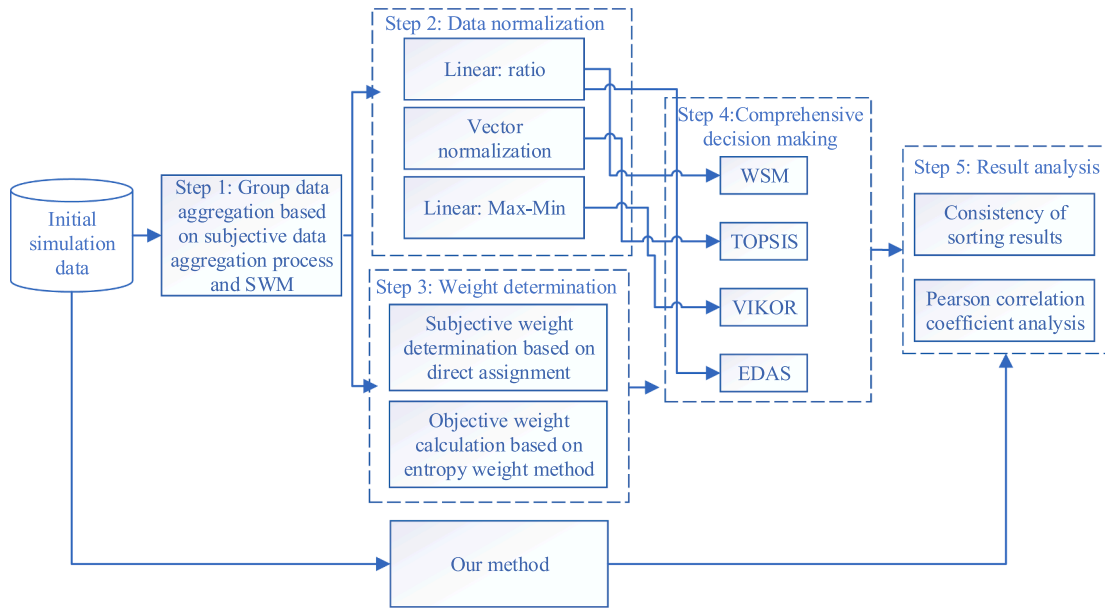 Initial
simulation
data
Step 1: Group data
aggregation based
on subjective data
aggregation process
and SWM
Step 2: Data normalization
Linear: ratio
Vector
normalization
Linear: Max-Min
Step 3: Weight determination
Subjective weight
determination based on
direct assignment
Objective weight
calculation based on
entropy weight method
Step 4:Comprehensive
decision making
WSM
TOPSIS
VIKOR
EDAS
Step 5: Result analysis
Consistency of
sorting results
Pearson correlation
coefficient analysis
Our method